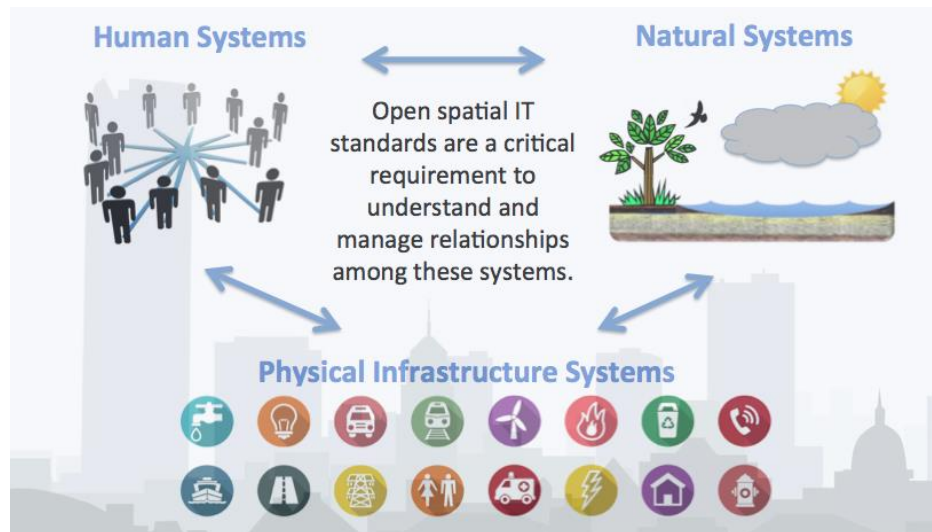 Human Systems
Natural Systems
Open spatial IT
standards are a critical
requirement to
understand and
manage relationships
among these systems.
Physical Infrastructure Systems